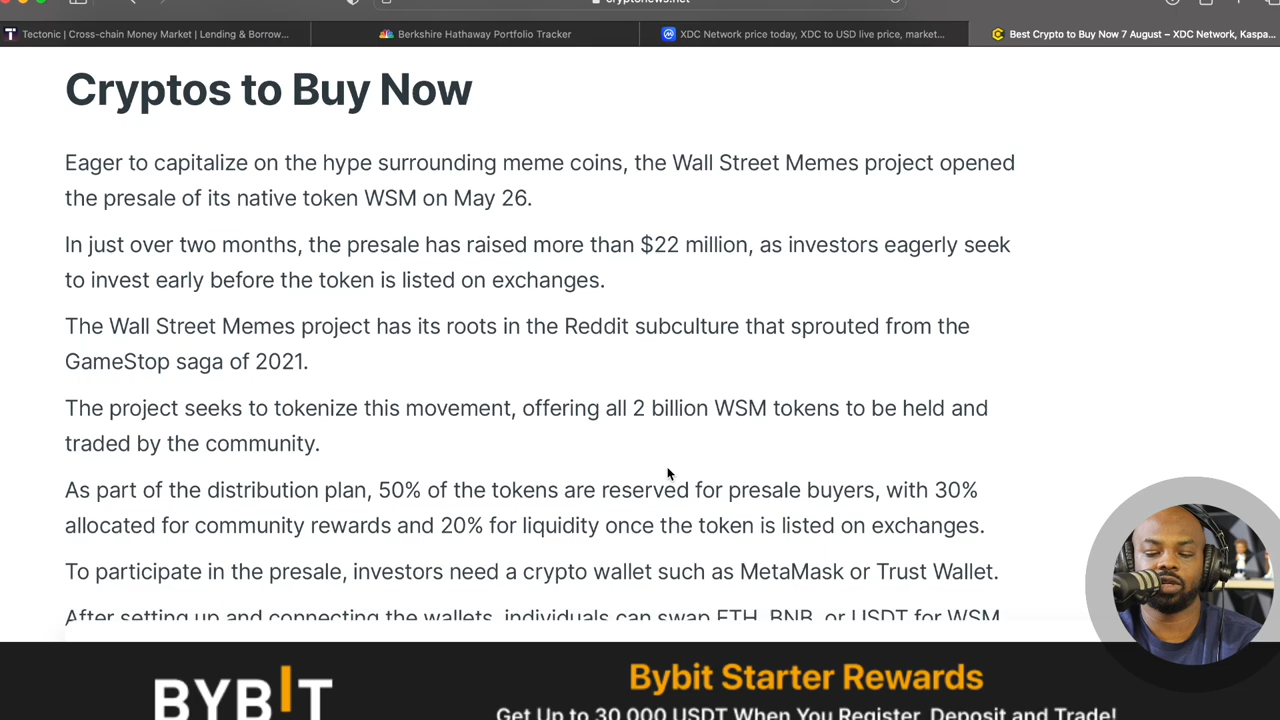 cryptonews.net
Tectonic | Cross-chain Money Market | Lending & Borrow...
Berkshire Hathaway Portfolio Tracker
XDC Network price today, XDC to USD live price, market...
Best Crypto to Buy Now 7 August – XDC Network, Kaspa...
Cryptos to Buy Now
Eager to capitalize on the hype surrounding meme coins, the Wall Street Memes project opened
the presale of its native token WSM on May 26.
In just over two months, the presale has raised more than $22 million, as investors eagerly seek
to invest early before the token is listed on exchanges.
The Wall Street Memes project has its roots in the Reddit subculture that sprouted from the
GameStop saga of 2021.
The project seeks to tokenize this movement, offering all 2 billion WSM tokens to be held and
traded by the community.
As part of the distribution plan, 50% of the tokens are reserved for presale buyers, with 30%
allocated for community rewards and 20% for liquidity once the token is listed on exchanges.
To participate in the presale, investors need a crypto wallet such as MetaMask or Trust Wallet.
After setting up and connecting the wallets, individuals can swap ETH, BNB, or USDT for WSM
BYBIT
Bybit Starter Rewards
Get Up to 30,000 USDT When You Register, Deposit and Trade!